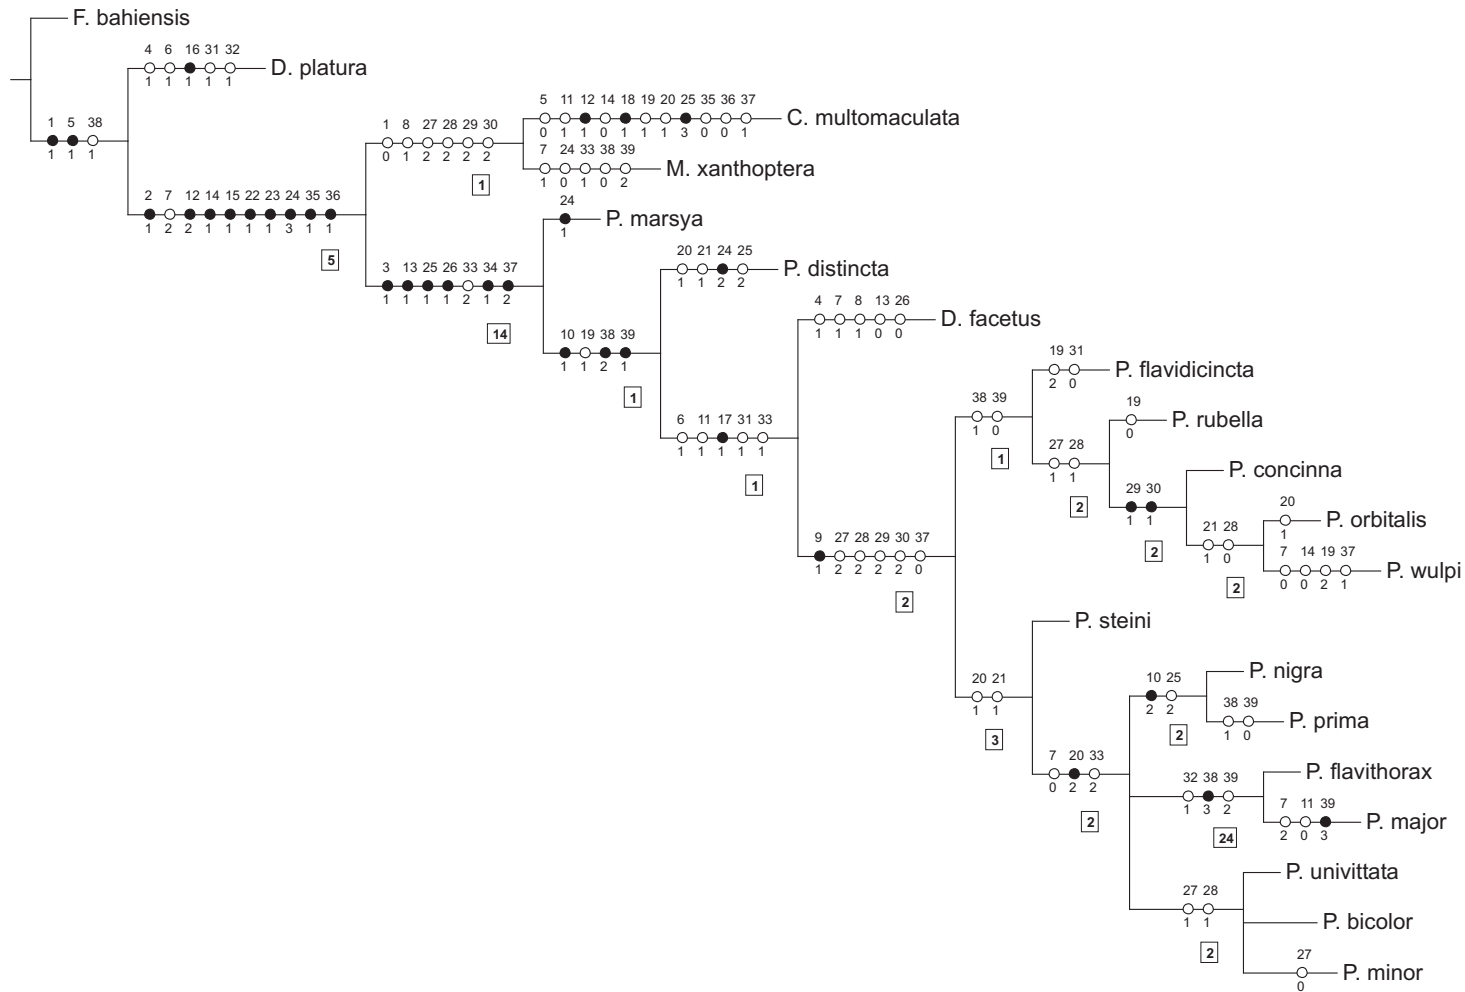 F. bahiensis
4 6 16 31 32
D. platura
1 1 1 1 1
5 11 12 14 18 19 20 25 35 36 37
C. multomaculata
0 1 1 0 1 1 1 3 0 0 1
1 5 38
1 1 1
1 8 27 28 29 30
0 1 2 2 2 2
7 24 33 38 39
M. xanthoptera
1 0 1 0 2
1
2 7 12 14 15 22 23 24 35 36
1 2 2 1 1 1 1 3 1 1
5
24
P. marsya
1
3 13 25 26 33 34 37
1 1 1 1 2 1 2
14
20 21 24 25
P. distincta
1 1 2 2
10 19 38 39
1 1 2 1
1
4 7 8 13 26
D. facetus
1 1 1 0 0
6 11 17 31 33
1 1 1 1 1
1
19 31
P. flavidicincta
2 0
38 39
1 0
1
19
P. rubella
0
27 28
1 1
2
P. concinna
29 30
1 1
2
20
P. orbitalis
1
21 28
1 0
2
7 14 19 37
P. wulpi
0 0 2 1
9 27 28 29 30 37
1 2 2 2 2 0
2
P. steini
20 21
1 1
3
P. nigra
10 25
2 2
2
38 39
P. prima
1 0
7 20 33
0 2 2
2
P. flavithorax
32 38 39
1 3 2
24
7 11 39
P. major
2 0 3
P. univittata
27 28
1 1
2
P. bicolor
27
P. minor
0